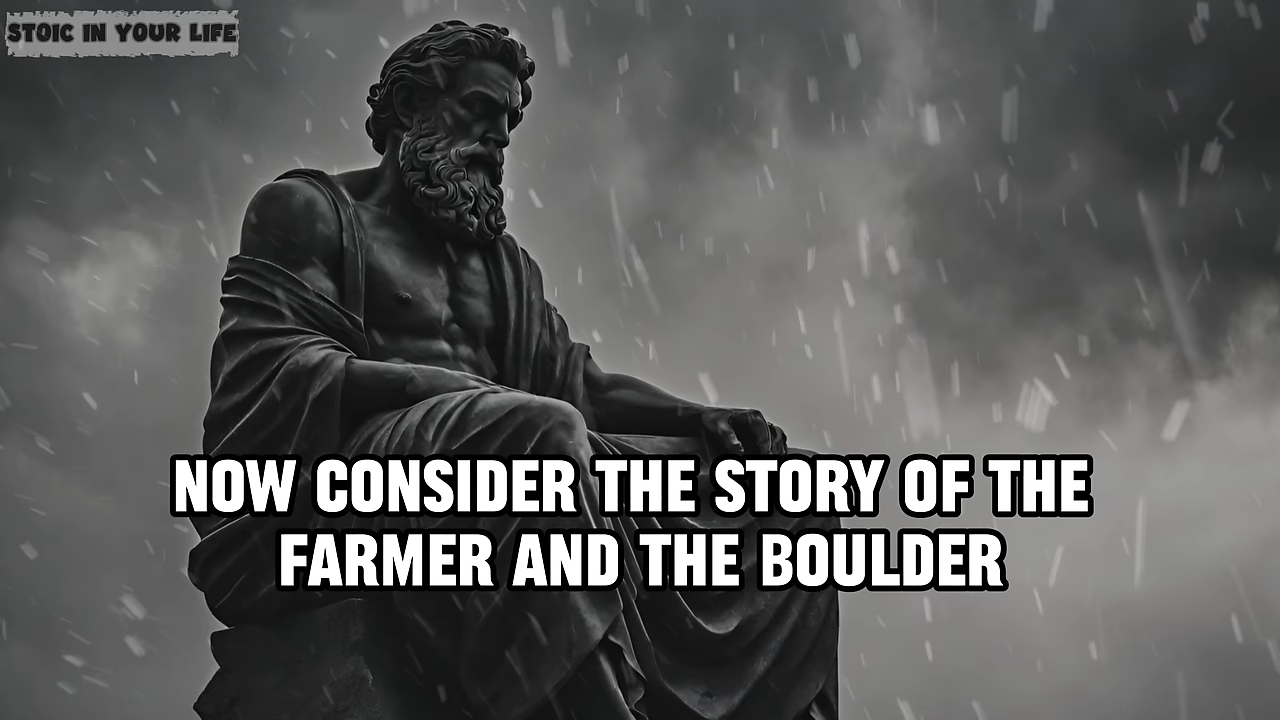 STOIC IN YOUR LIFE
NOW CONSIDER THE STORY OF THE
FARMER AND THE BOULDER